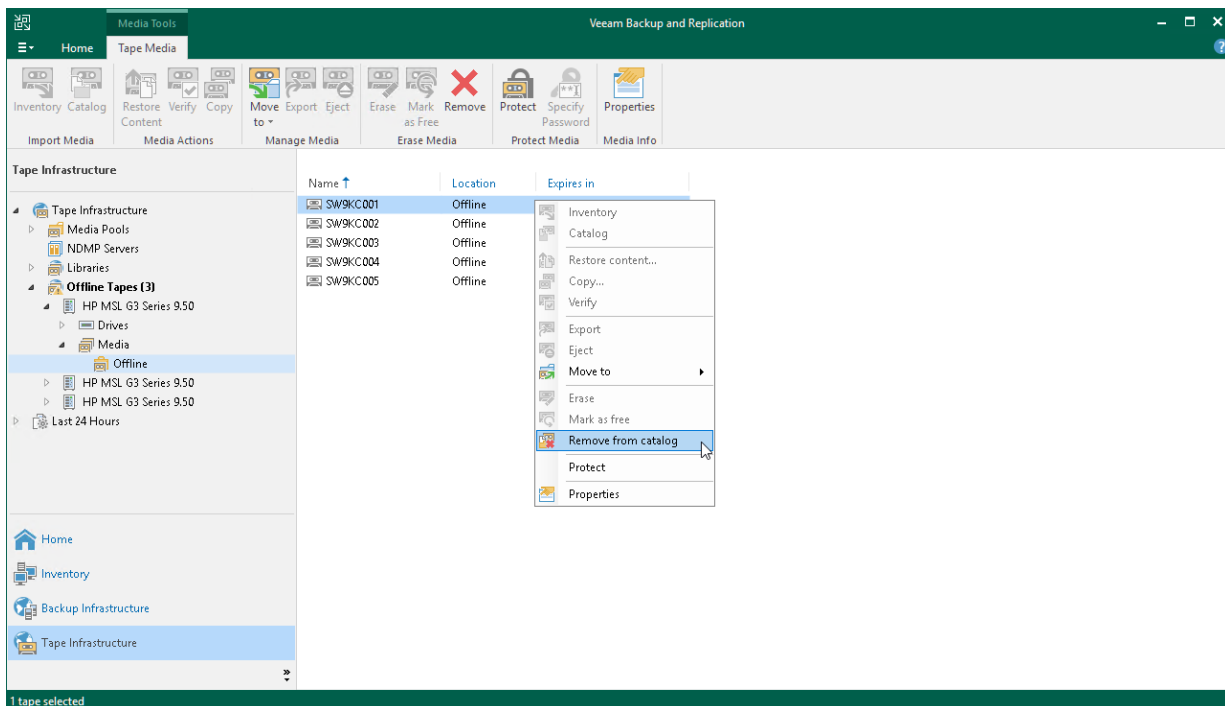 Media Tools
Veeam Backup and Replication
Home
Tape Media
Inventory Catalog
Restore Content Verify Copy
Move to Export Eject
Erase Mark as Free Remove
Protect Specify Password
Properties
Import Media
Media Actions
Manage Media
Erase Media
Protect Media
Media Info
Tape Infrastructure
Tape Infrastructure
Media Pools
NDMP Servers
Libraries
Offline Tapes (3)
HP MSL G3 Series 9.50
Drives
Media
Offline
HP MSL G3 Series 9.50
HP MSL G3 Series 9.50
Last 24 Hours
Home
Inventory
Backup Infrastructure
Tape Infrastructure
Name Location Expires in
SW9KC001 Offline
SW9KC002 Offline
SW9KC003 Offline
SW9KC004 Offline
SW9KC005 Offline
Inventory
Catalog
Restore content...
Copy...
Verify
Export
Eject
Move to
Erase
Mark as free
Remove from catalog
Protect
Properties
1 tape selected